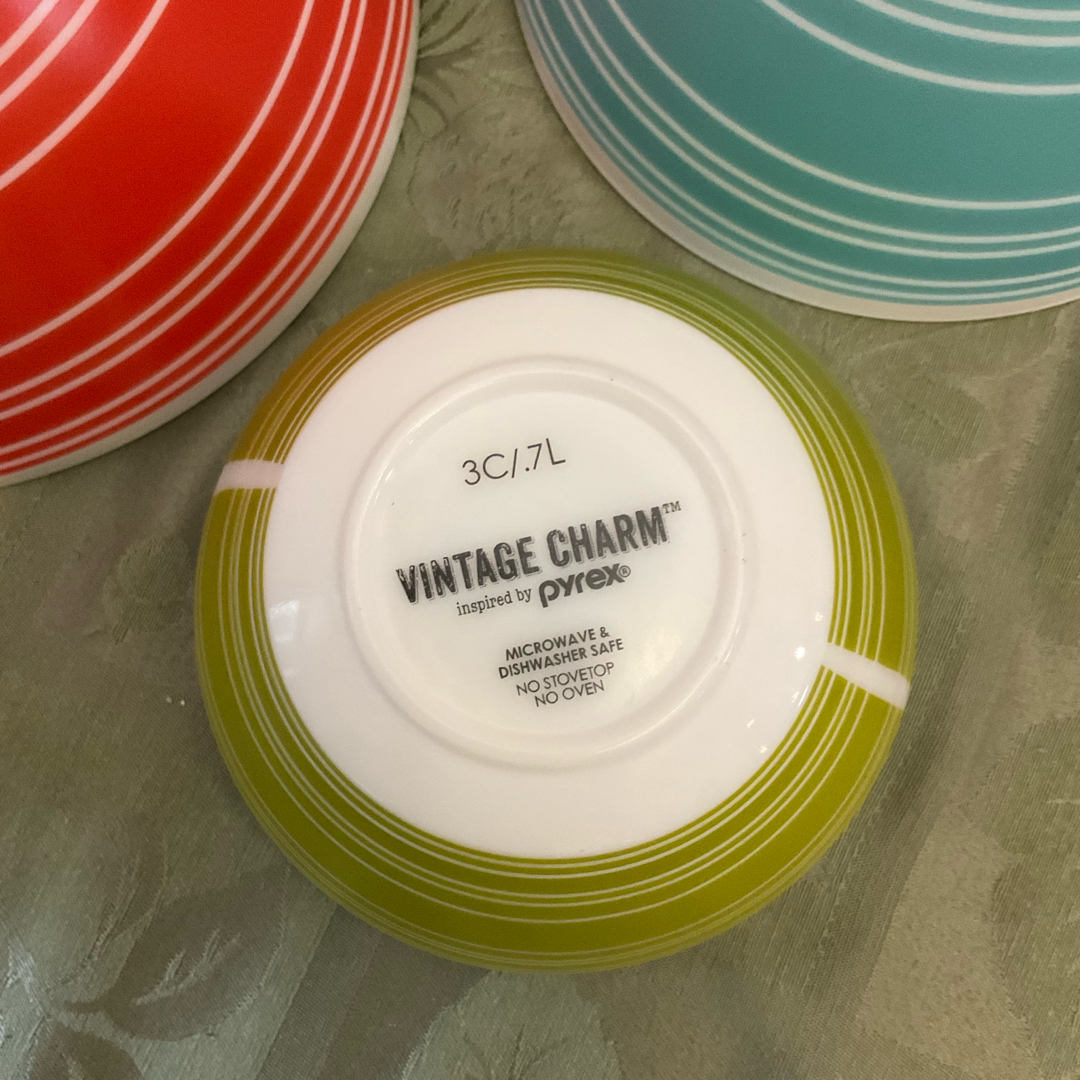 3C/.7L
VINTAGE CHARM™
inspired by pyrex®
MICROWAVE &
DISHWASHER SAFE
NO STOVETOP
NO OVEN